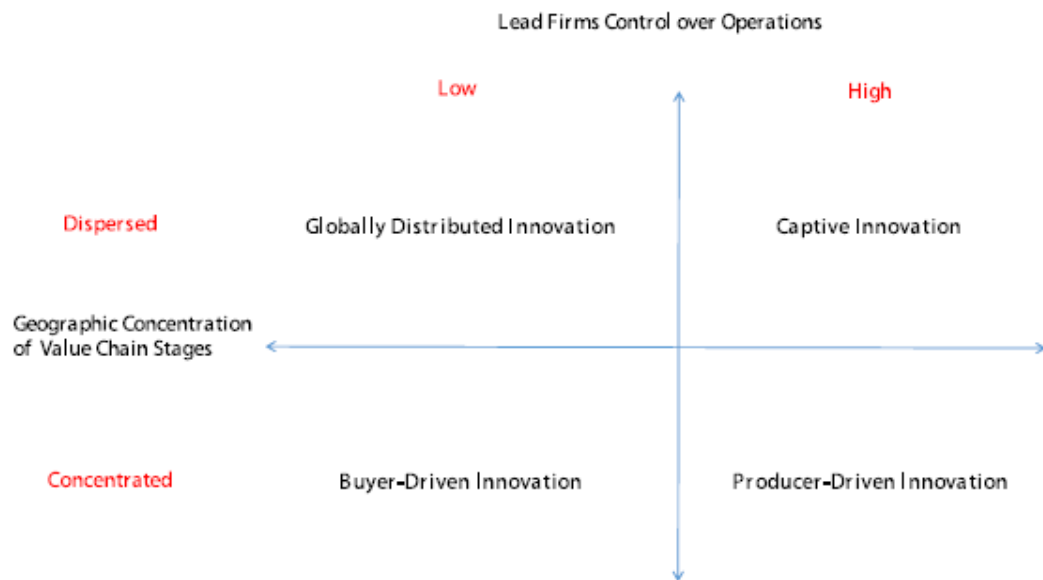 Lead Firms Control over Operations
Low
High
Dispersed
Globally Distributed Innovation
Captive Innovation
Geographic Concentration
of Value Chain Stages
Concentrated
Buyer-Driven Innovation
Producer-Driven Innovation